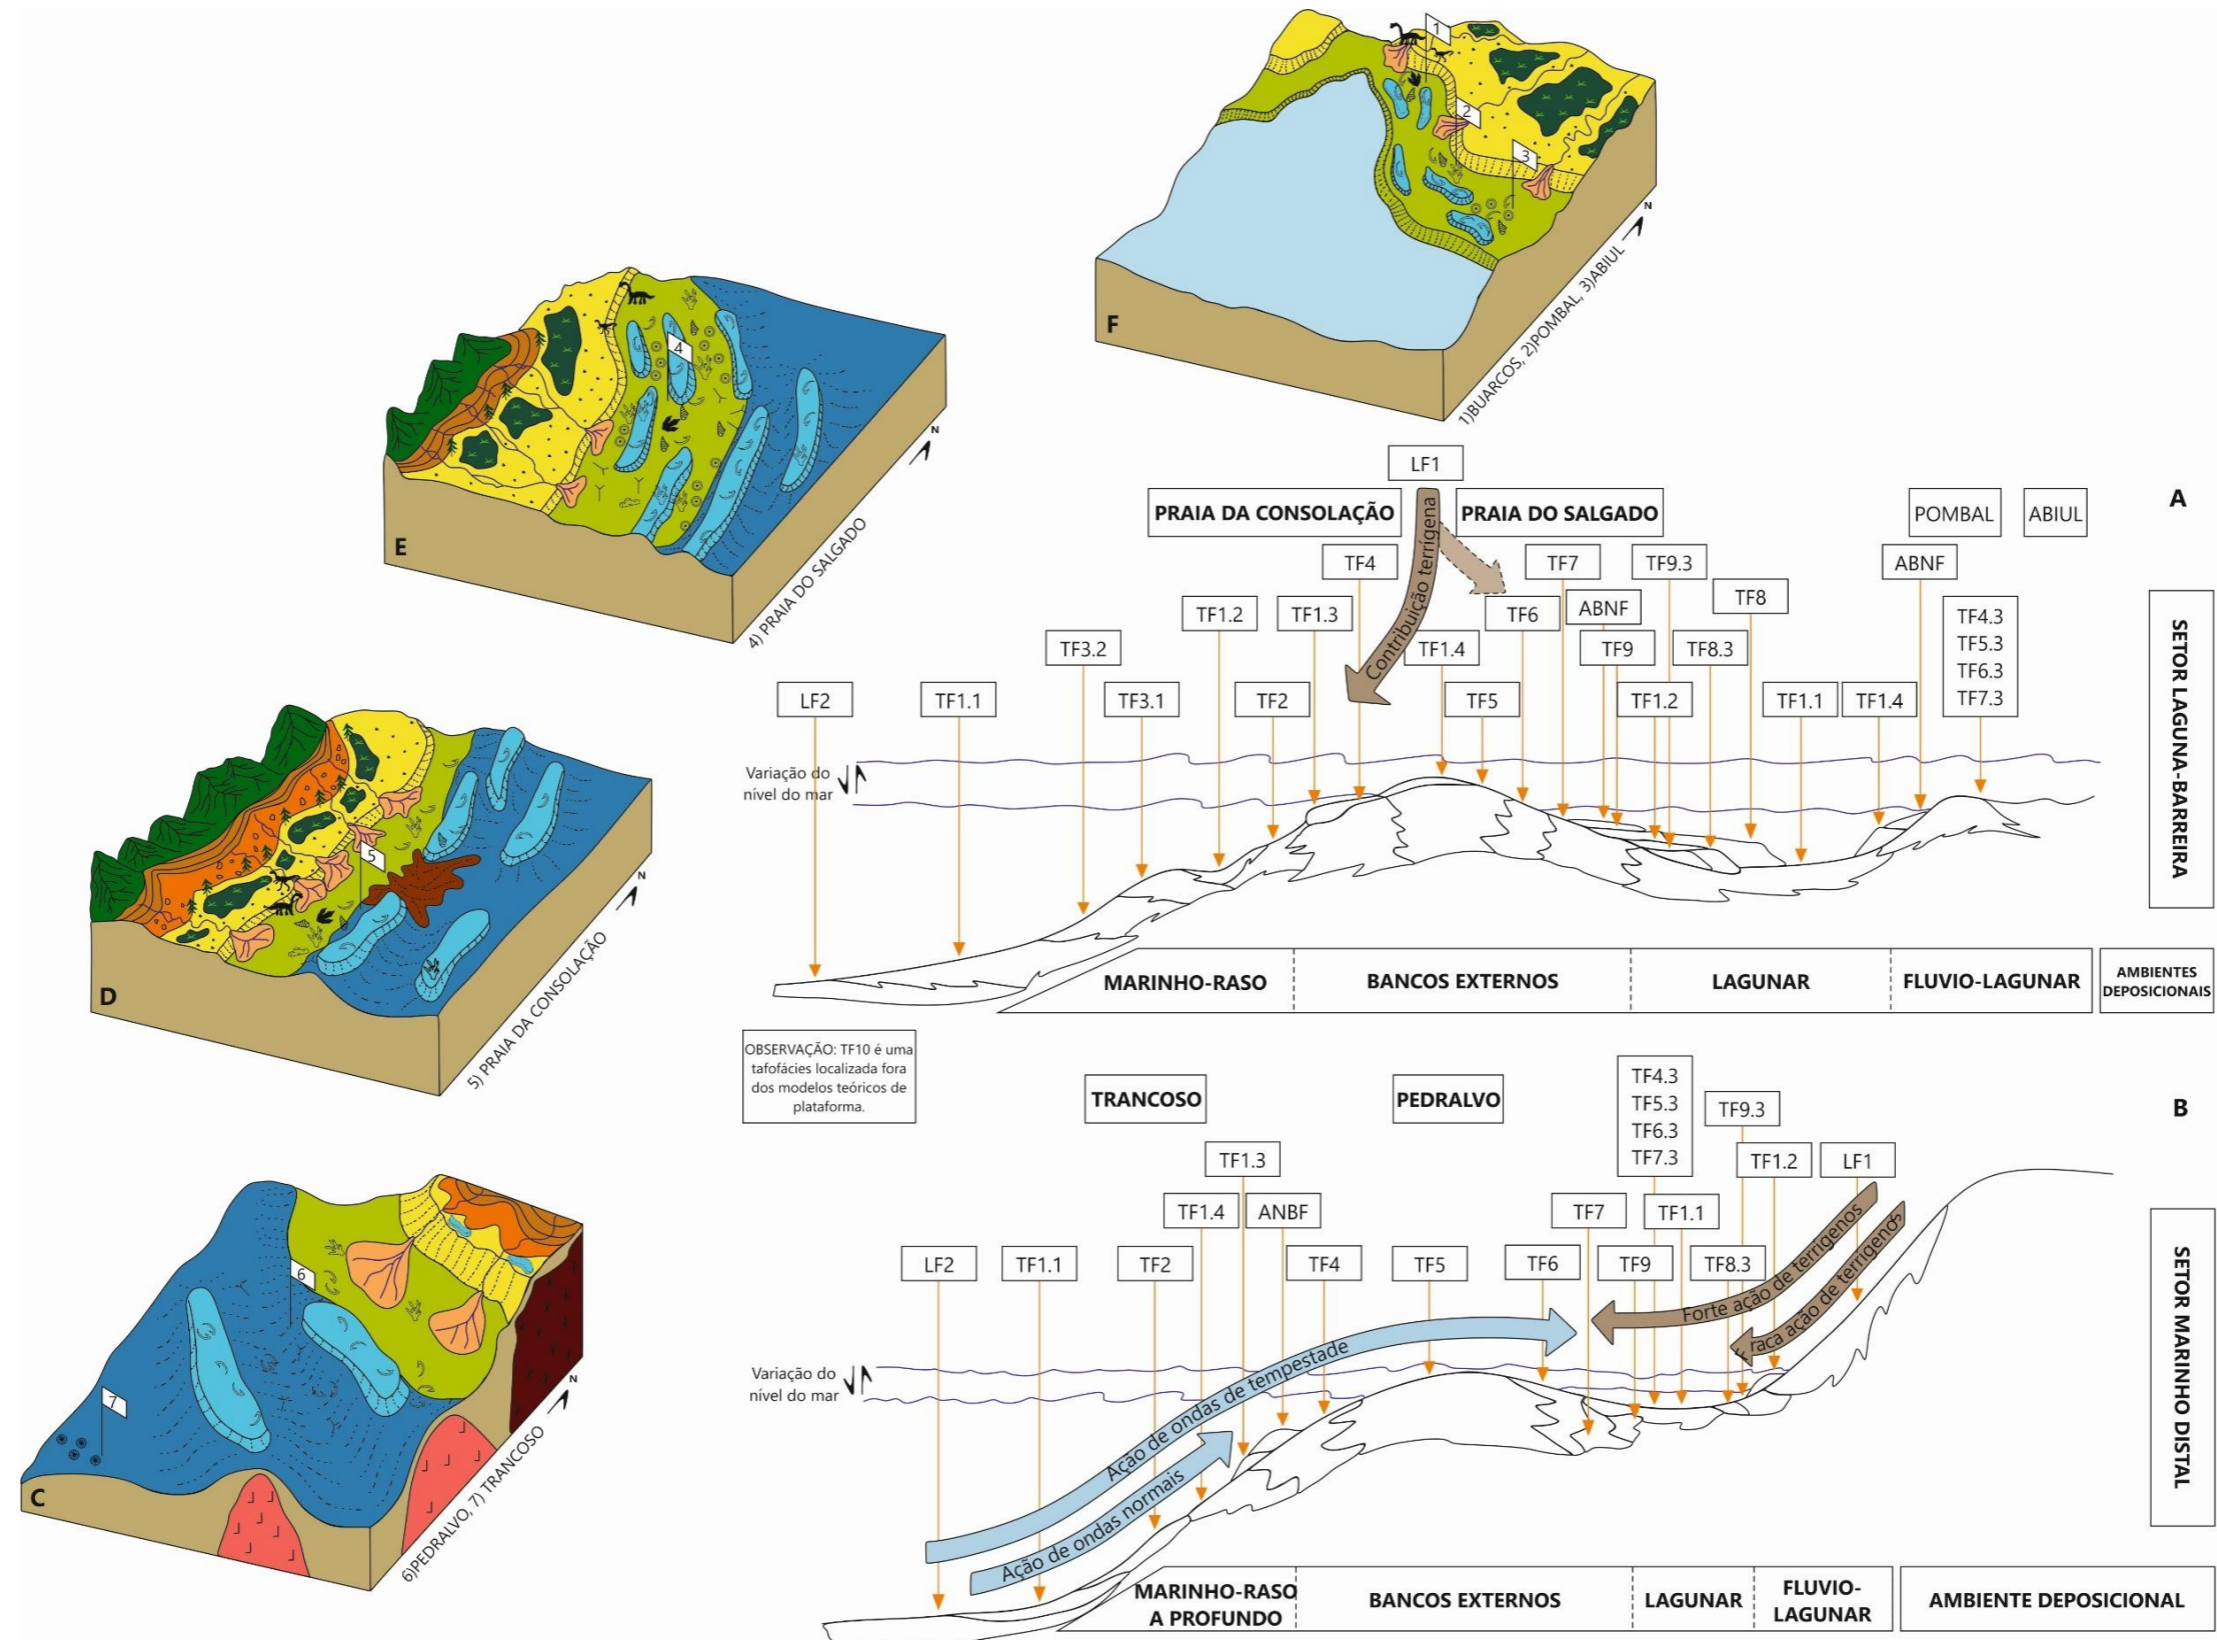 1
2
3
N
F
1)BUARCOS, 2)POMBAL, 3)ABIUL
4
N
E
4) PRAIA DO SALGADO
5
N
D
5) PRAIA DA CONSOLAÇÃO
6
7
N
C
6)PEDRALVO, 7) TRANCOSO
LF1
A
PRAIA DA CONSOLAÇÃO
PRAIA DO SALGADO
POMBAL
ABIUL
Contribuição terrígena
TF4
TF7
TF9.3
ABNF
TF1.2
TF1.3
TF6
ABNF
TF8
TF4.3
TF5.3
TF6.3
TF7.3
TF3.2
TF1.4
TF9
TF8.3
LF2
TF1.1
TF3.1
TF2
TF5
TF1.2
TF1.1
TF1.4
Variação do
nível do mar
SETOR LAGUNA-BARREIRA
MARINHO-RASO
BANCOS EXTERNOS
LAGUNAR
FLUVIO-LAGUNAR
AMBIENTES
DEPOSICIONAIS
OBSERVAÇÃO: TF10 é uma
tafofácies localizada fora
dos modelos teóricos de
plataforma.
TRANCOSO
PEDRALVO
B
TF4.3
TF5.3
TF6.3
TF7.3
TF9.3
TF1.3
TF1.2
LF1
TF1.4
ANBF
TF7
TF1.1
LF2
TF1.1
TF2
TF4
TF5
TF6
TF9
TF8.3
Forte ação de terrígenos
Fraca ação de terrígenos
Ação de ondas de tempestade
Ação de ondas normais
Variação do
nível do mar
SETOR MARINHO DISTAL
MARINHO-RASO
A PROFUNDO
BANCOS EXTERNOS
LAGUNAR
FLUVIO-
LAGUNAR
AMBIENTE DEPOSICIONAL